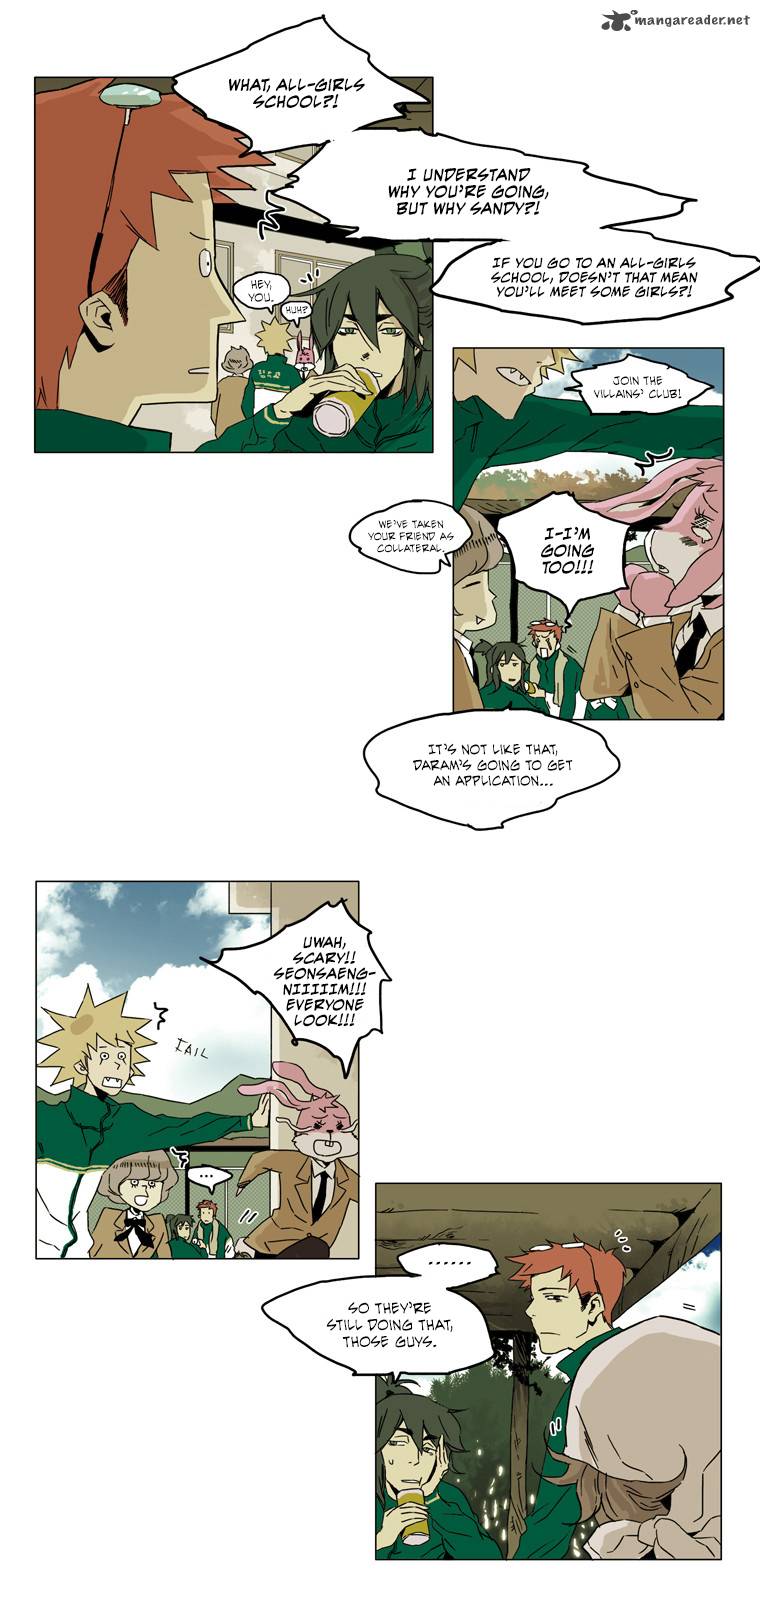 mangareader.net
WHAT, ALL-GIRLS
SCHOOL?!
I UNDERSTAND
WHY YOU'RE GOING,
BUT WHY SANDY?!
IF YOU GO TO AN ALL-GIRLS
SCHOOL, DOESN'T THAT MEAN
YOU'LL MEET SOME GIRLS?!
HEY,
YOU.
HUH?
JOIN THE
VILLAINS' CLUB!
WE'VE TAKEN
YOUR FRIEND AS
COLLATERAL.
I-I'M
GOING
TOO!!!
IT'S NOT LIKE THAT,
DARAM'S GOING TO GET
AN APPLICATION...
UWAH,
SCARY!!
SEONSAENG-
NIIIIIM!!!
EVERYONE
LOOK!!!
FAIL
...
......
SO THEY'RE
STILL DOING THAT,
THOSE GUYS.